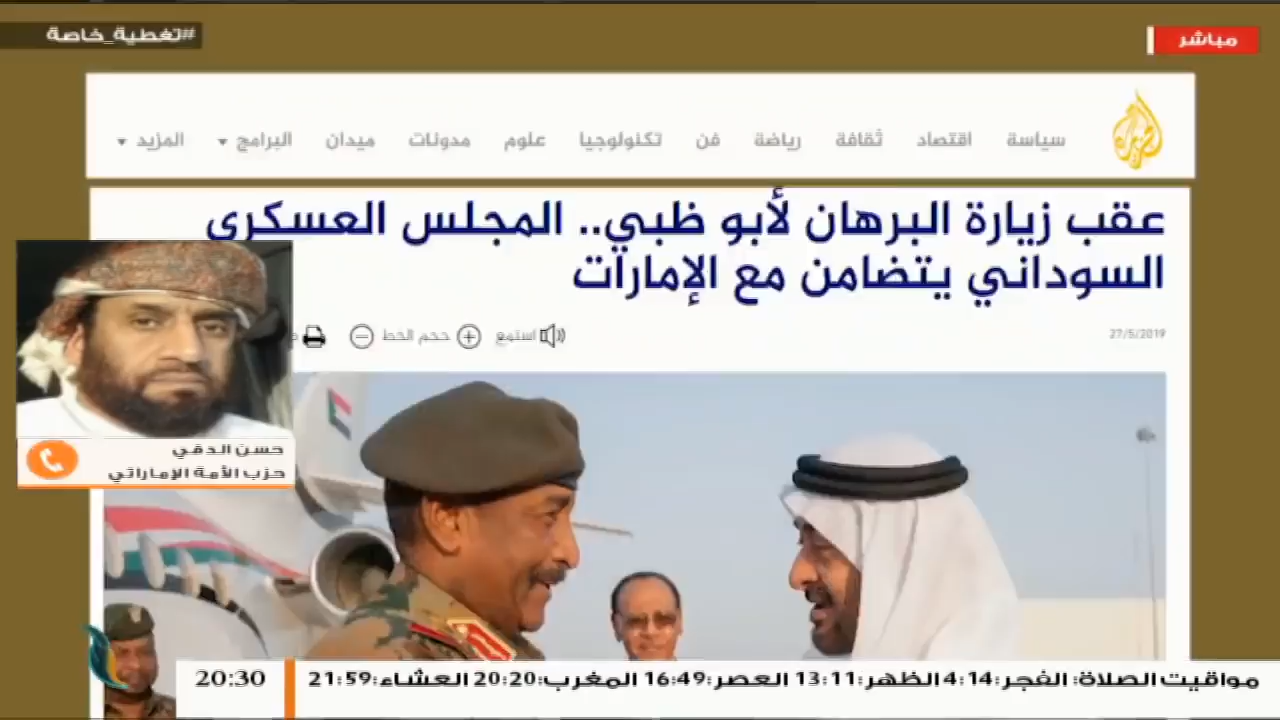 #تغطية_خاصة
مباشر
سياسة
اقتصاد
ثقافة
رياضة
فن
تكنولوجيا
علوم
مدونات
ميدان
البرامج
المزيد
عقب زيارة البرهان لأبو ظبي.. المجلس العسكري
السوداني يتضامن مع الإمارات
27/5/2019
استمع
حجم الخط
حسن الدقي
حزب الأمة الإماراتي
مواقيت الصلاة: الفجر:4:14 الظهر:13:11 العصر:16:49 المغرب:20:20 العشاء:21:59
20:30